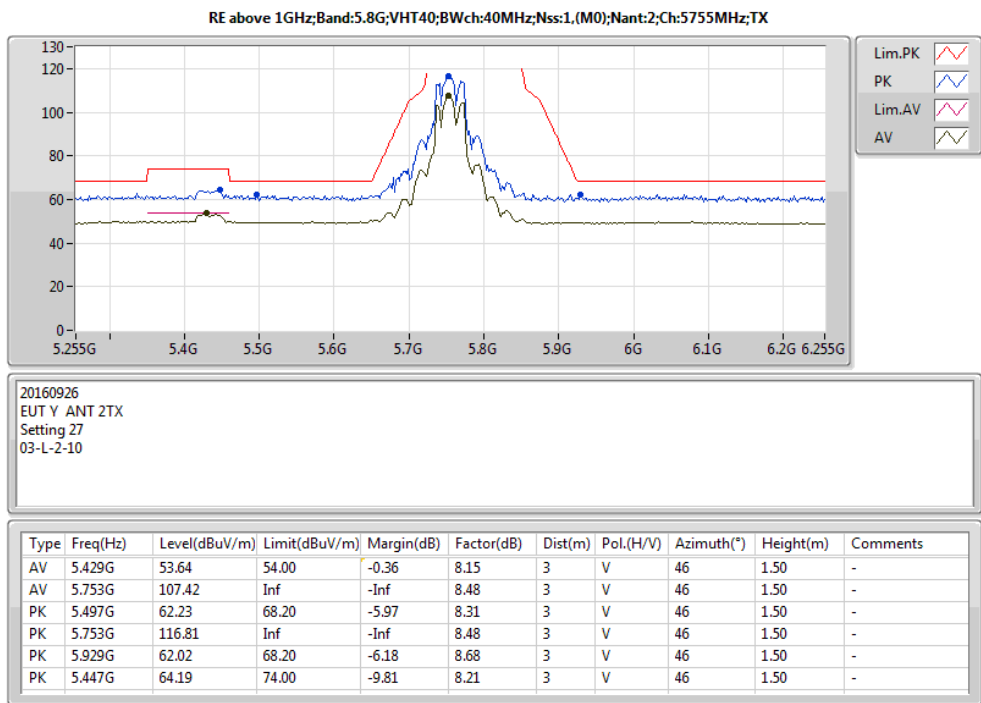 RE above 1GHz;Band:5.8G;VHT40;BWch:40MHz;Nss:1,(M0);Nant:2;Ch:5755MHz;TX
130
120
100
80
60
40
20
0
5.255G 5.4G 5.5G 5.6G 5.7G 5.8G 5.9G 6G 6.1G 6.2G 6.255G
Lim.PK
PK
Lim.AV
AV
20160926
EUT Y ANT 2TX
Setting 27
03-L-2-10
Type Freq(Hz) Level(dBuV/m) Limit(dBuV/m) Margin(dB) Factor(dB) Dist(m) Pol.(H/V) Azimuth(°) Height(m) Comments
AV 5.429G 53.64 54.00 -0.36 8.15 3 V 46 1.50 -
AV 5.753G 107.42 Inf -Inf 8.48 3 V 46 1.50 -
PK 5.497G 62.23 68.20 -5.97 8.31 3 V 46 1.50 -
PK 5.753G 116.81 Inf -Inf 8.48 3 V 46 1.50 -
PK 5.929G 62.02 68.20 -6.18 8.68 3 V 46 1.50 -
PK 5.447G 64.19 74.00 -9.81 8.21 3 V 46 1.50 -